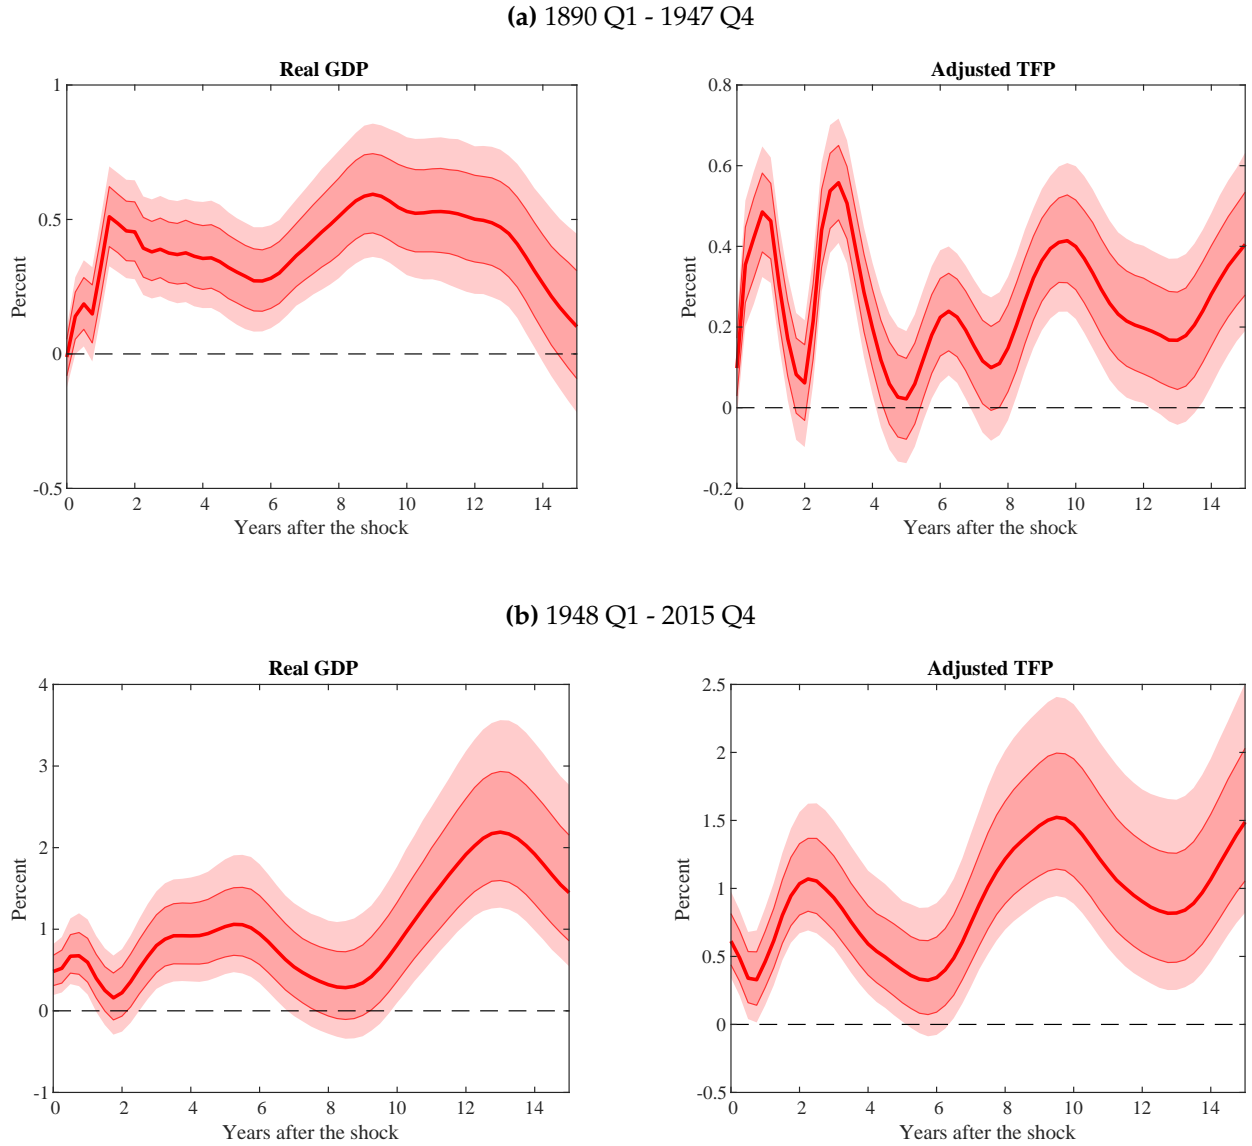 (a) 1890 Q1 - 1947 Q4
Real GDP
1
0.5
0
-0.5
Percent
0 2 4 6 8 10 12 14
Years after the shock
Adjusted TFP
0.8
0.6
0.4
0.2
0
-0.2
Percent
0 2 4 6 8 10 12 14
Years after the shock
(b) 1948 Q1 - 2015 Q4
Real GDP
4
3
2
1
0
-1
Percent
0 2 4 6 8 10 12 14
Years after the shock
Adjusted TFP
2.5
2
1.5
1
0.5
0
-0.5
Percent
0 2 4 6 8 10 12 14
Years after the shock